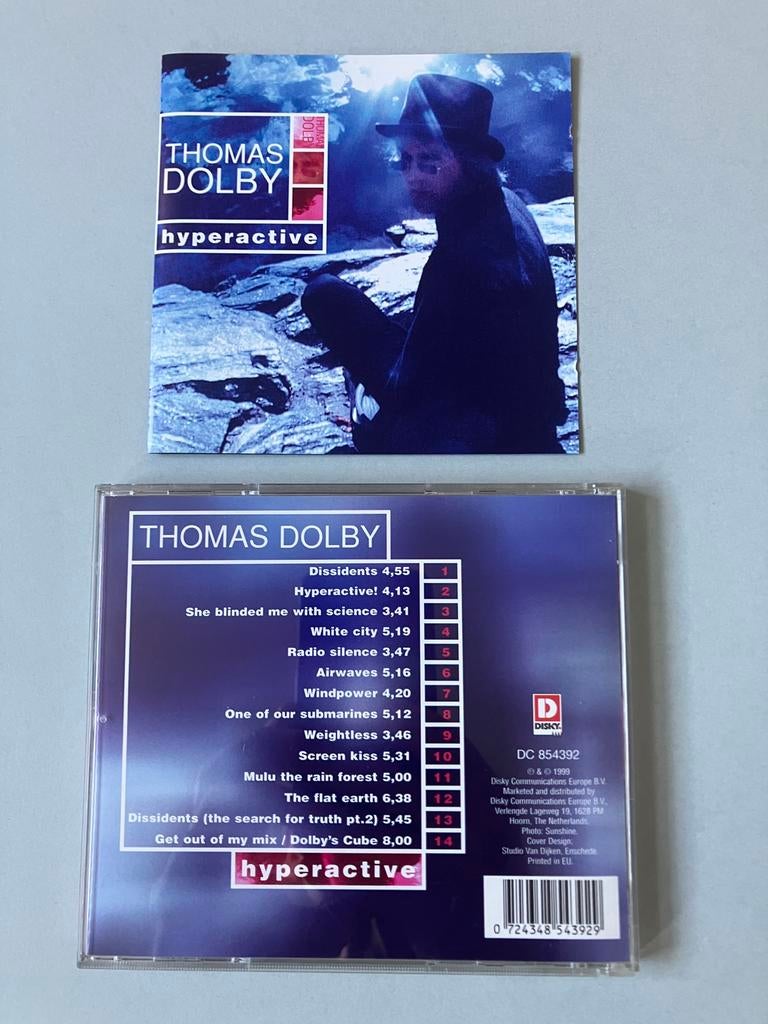 THOMAS
DOLBY
THOMAS
DOLBY
hyperactive
THOMAS DOLBY
Dissidents 4,55 1
Hyperactive! 4,13 2
She blinded me with science 3,41 3
White city 5,19 4
Radio silence 3,47 5
Airwaves 5,16 6
Windpower 4,20 7
One of our submarines 5,12 8
Weightless 3,46 9
Screen kiss 5,31 10
Mulu the rain forest 5,00 11
The flat earth 6,38 12
Dissidents (the search for truth pt.2) 5,45 13
Get out of my mix / Dolby's Cube 8,00 14
hyperactive
D
DISKY
DC 854392
℗ & © 1999
Disky Communications Europe B.V.
Marketed and distributed by
Disky Communications Europe B.V.,
Verlengde Lageweg 19, 1628 PM
Hoorn, The Netherlands.
Photo: Sunshine.
Cover Design:
Studio Van Dijken, Enschede.
Printed in EU.
0 724348 543929